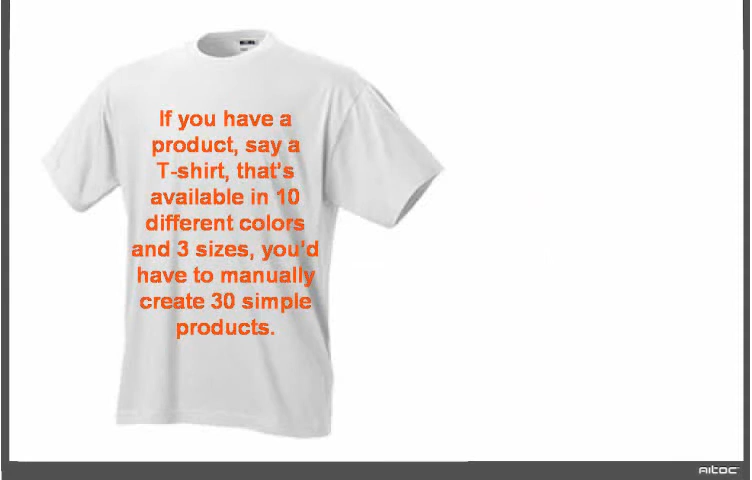 If you have a
product, say a
T-shirt, that's
available in 10
different colors
and 3 sizes, you'd
have to manually
create 30 simple
products.
AITOC